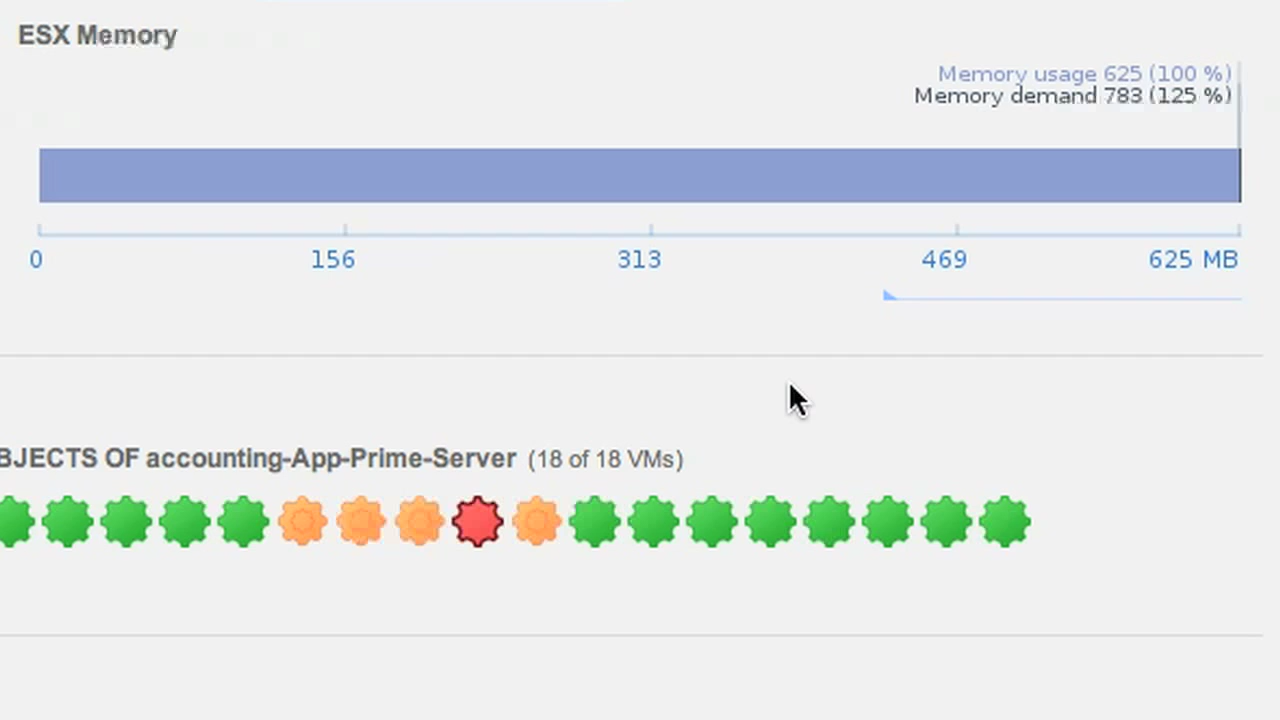 ESX Memory
Memory usage 625 (100 %)
Memory demand 783 (125 %)
0 156 313 469 625 MB
BJECTS OF accounting-App-Prime-Server (18 of 18 VMs)